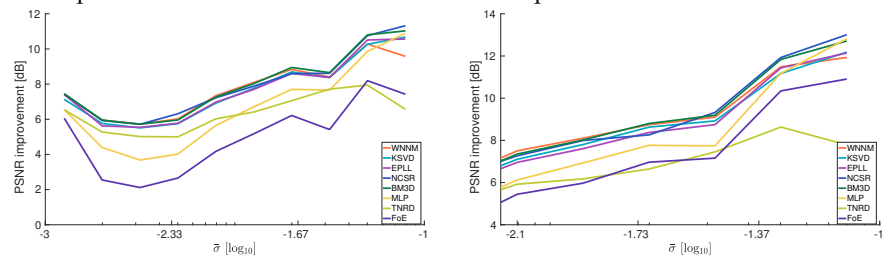 12
10
8
6
4
2
0
PSNR improvement [dB]
-3
-2.33
-1.67
-1
σ̄ [log10]
WNNM
KSVD
EPLL
NCSR
BM3D
MLP
TNRD
FoE
14
12
10
8
6
4
PSNR improvement [dB]
-2.1
-1.73
-1.37
-1
σ̄ [log10]
WNNM
KSVD
EPLL
NCSR
BM3D
MLP
TNRD
FoE